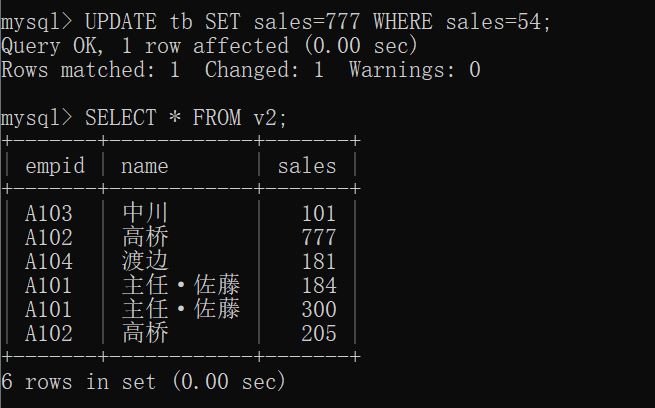 mysql> UPDATE tb SET sales=777 WHERE sales=54;
Query OK, 1 row affected (0.00 sec)
Rows matched: 1  Changed: 1  Warnings: 0

mysql> SELECT * FROM v2;
+-------+------------+-------+
| empid | name       | sales |
+-------+------------+-------+
| A103  | 中川       |   101 |
| A102  | 高桥       |   777 |
| A104  | 渡边       |   181 |
| A101  | 主任·佐藤 |   184 |
| A101  | 主任·佐藤 |   300 |
| A102  | 高桥       |   205 |
+-------+------------+-------+
6 rows in set (0.00 sec)